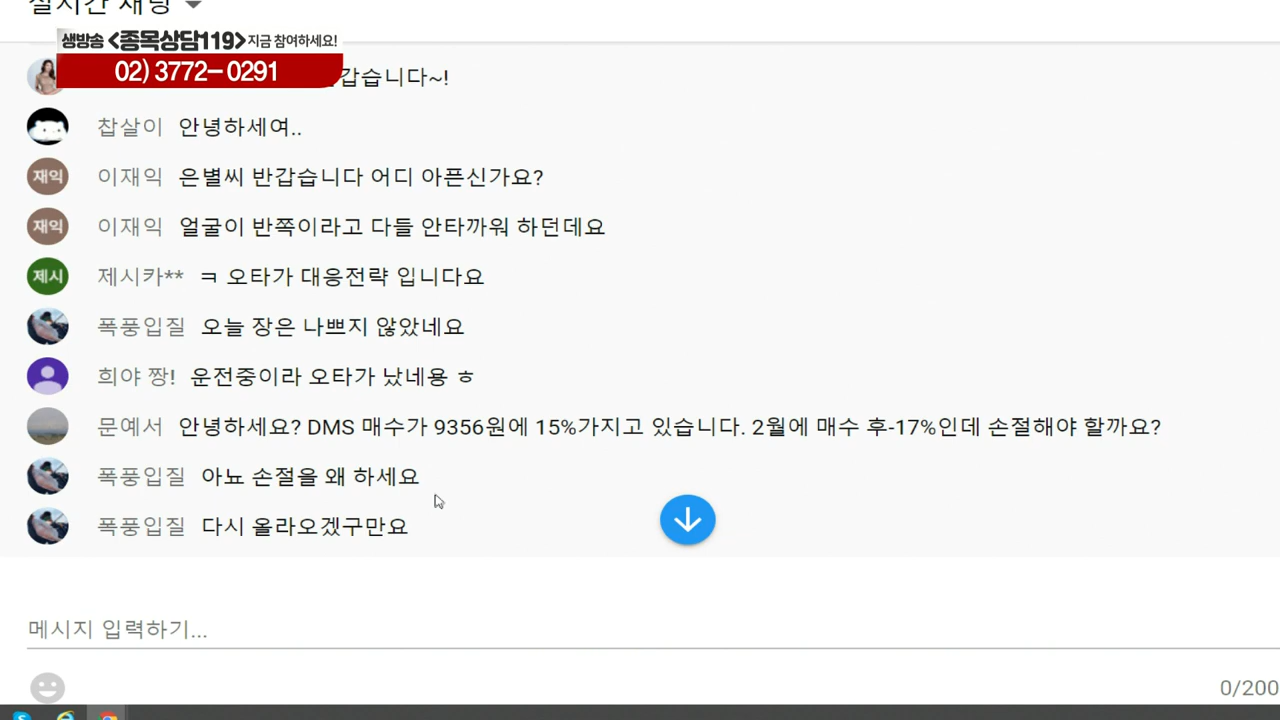 실시간 채팅
생방송 <종목상담119> 지금 참여하세요!
02) 3772-0291
갑습니다~!
찹살이 안녕하세여..
재익 이재익 은별씨 반갑습니다 어디 아픈신가요?
재익 이재익 얼굴이 반쪽이라고 다들 안타까워 하던데요
제시 제시카** ㅋ 오타가 대응전략 입니다요
폭풍입질 오늘 장은 나쁘지 않았네요
희야 짱! 운전중이라 오타가 났네용 ㅎ
문예서 안녕하세요? DMS 매수가 9356원에 15%가지고 있습니다. 2월에 매수 후-17%인데 손절해야 할까요?
폭풍입질 아뇨 손절을 왜 하세요
폭풍입질 다시 올라오겠구만요
메시지 입력하기...
0/200